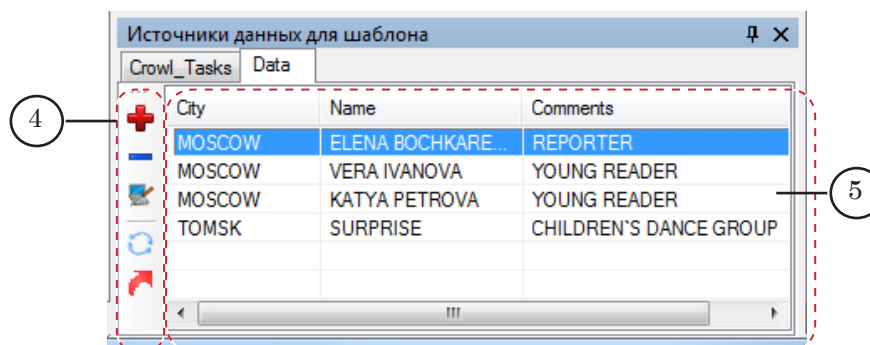 Источники данных для шаблона
Crowl_Tasks Data
City Name Comments
4
MOSCOW ELENA BOCHKARE... REPORTER
MOSCOW VERA IVANOVA YOUNG READER
MOSCOW KATYA PETROVA YOUNG READER
5
TOMSK SURPRISE CHILDREN`S DANCE GROUP